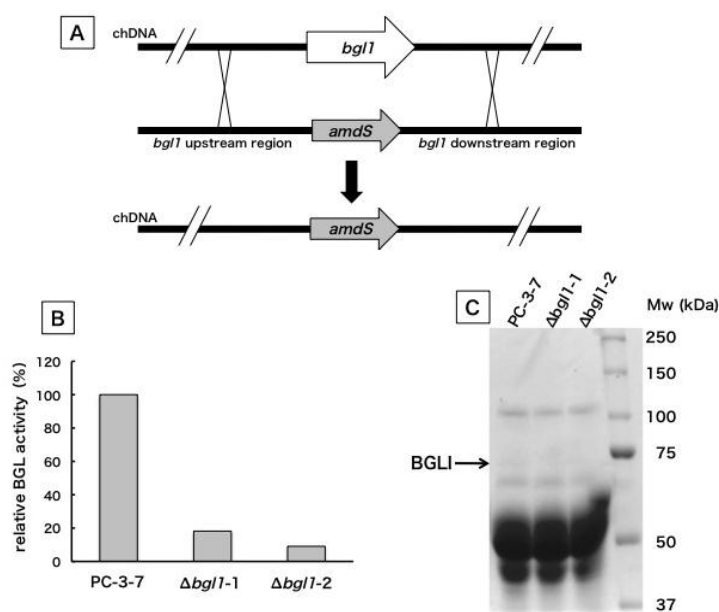 A
chDNA
bgl1
amdS
bgl1 upstream region
bgl1 downstream region
chDNA
amdS
B
relative BGL activity (%)
120
100
80
60
40
20
0
PC-3-7
Δbgl1-1
Δbgl1-2
C
PC-3-7
Δbgl1-1
Δbgl1-2
Mw (kDa)
250
150
100
75
BGLI
50
37